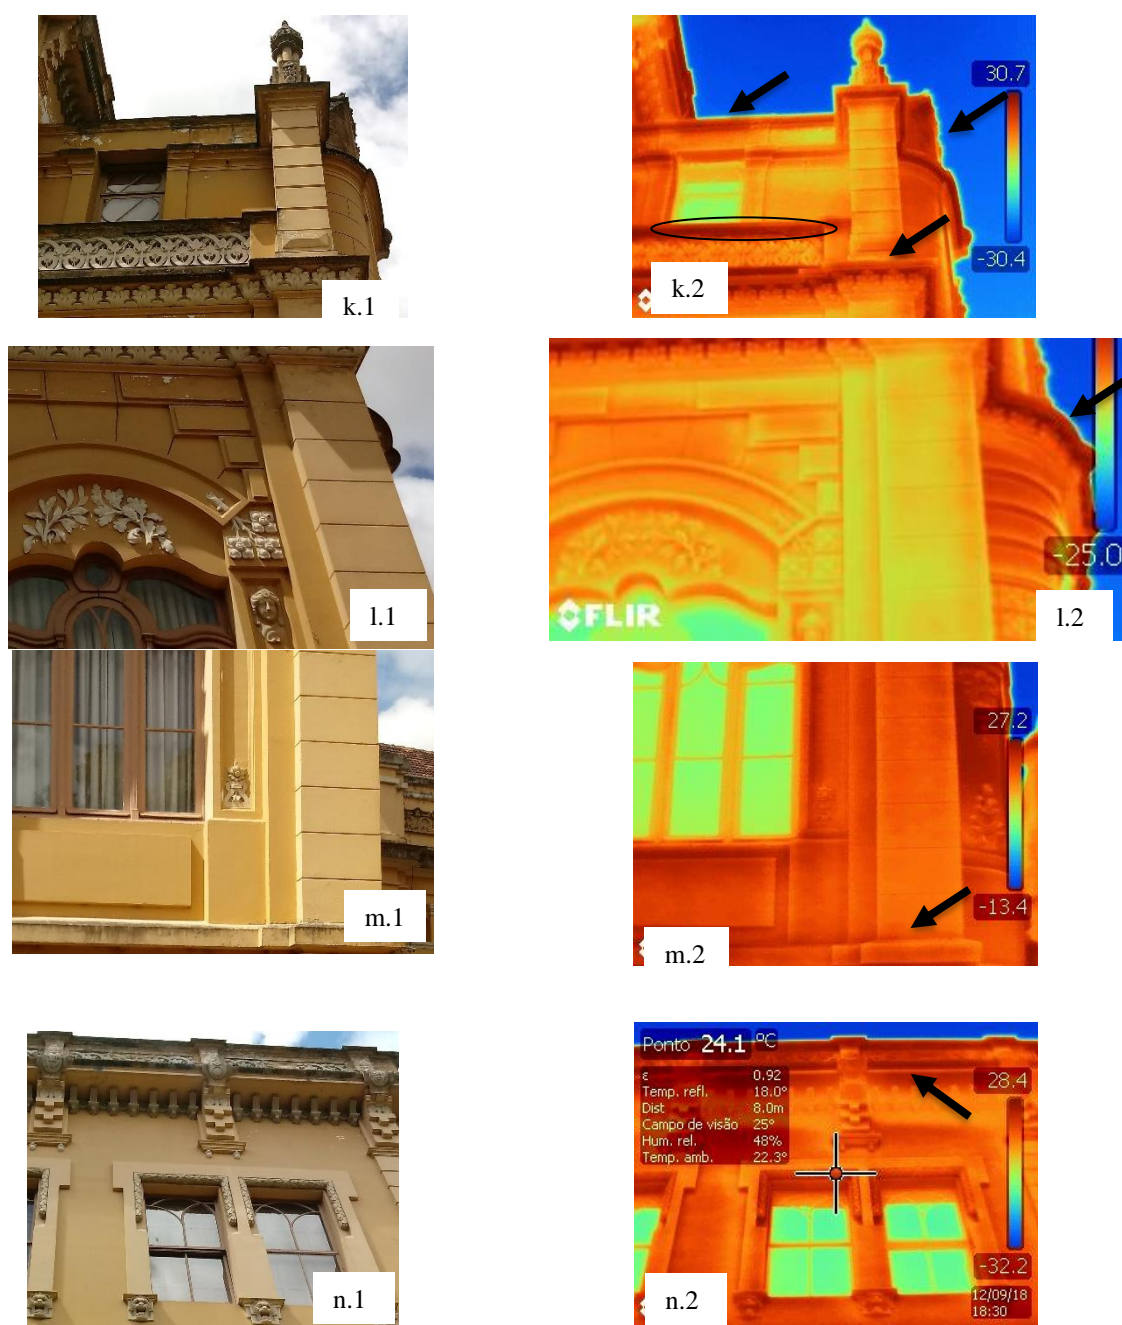 30.7
-30.4
k.1
k.2
-25.0
FLIR
l.1
l.2
27.2
-13.4
m.1
m.2
Ponto 24.1 ºC
ε 0.92
Temp. refl. 18.0°
Dist 8.0m
Campo de visão 25°
Hum. rel. 48%
Temp. amb. 22.3°
28.4
-32.2
12/09/18
18:30
n.1
n.2